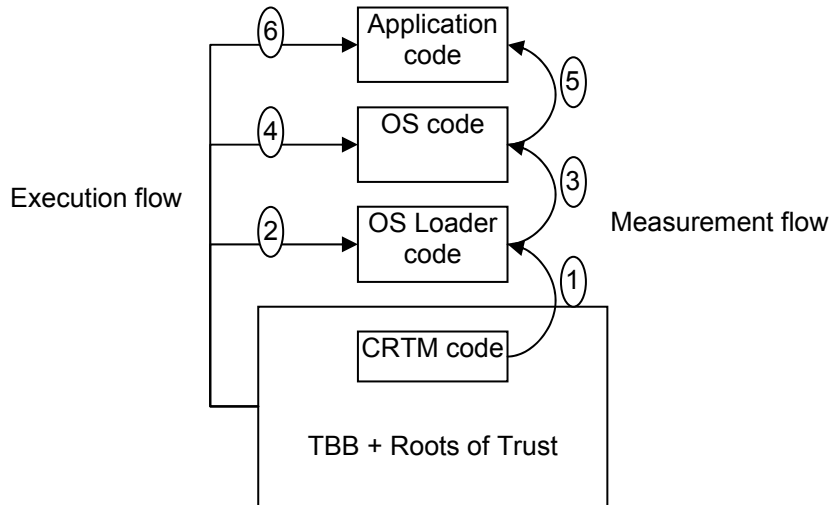 6
Application
code
5
4
OS code
3
Execution flow
2
OS Loader
code
Measurement flow
1
CRTM code
TBB + Roots of Trust